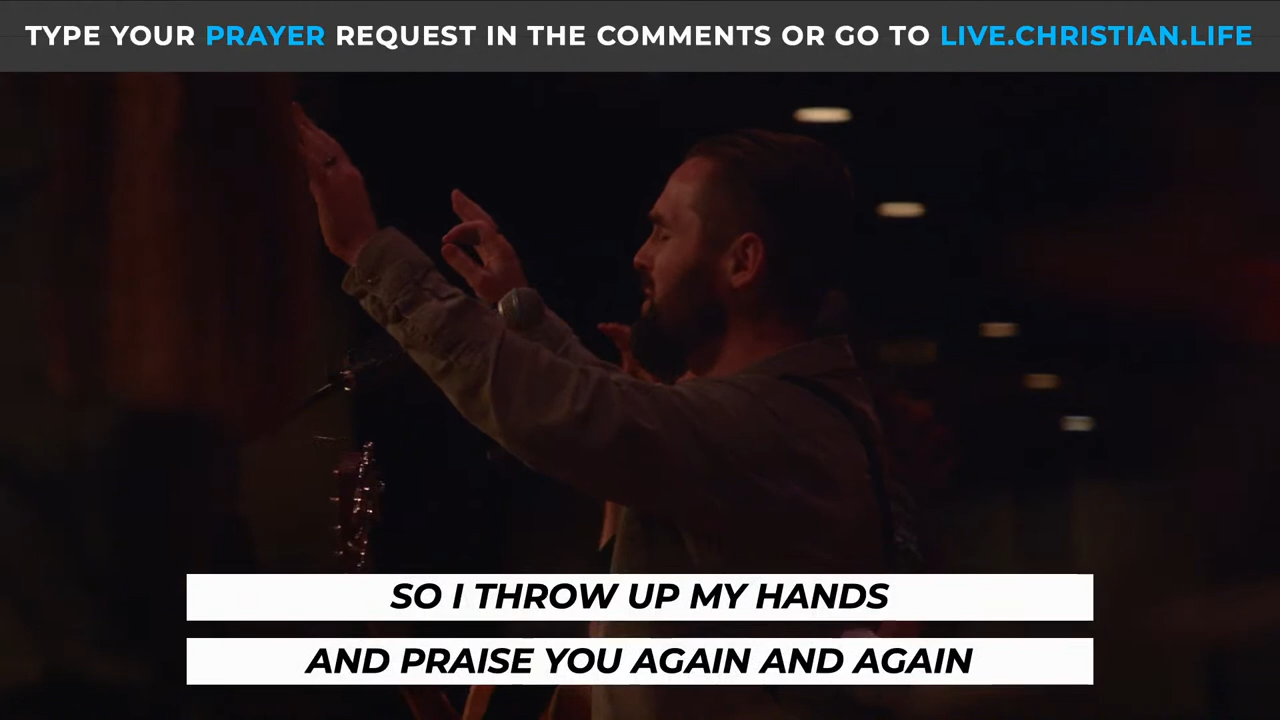 TYPE YOUR PRAYER REQUEST IN THE COMMENTS OR GO TO LIVE.CHRISTIAN.LIFE
SO I THROW UP MY HANDS
AND PRAISE YOU AGAIN AND AGAIN